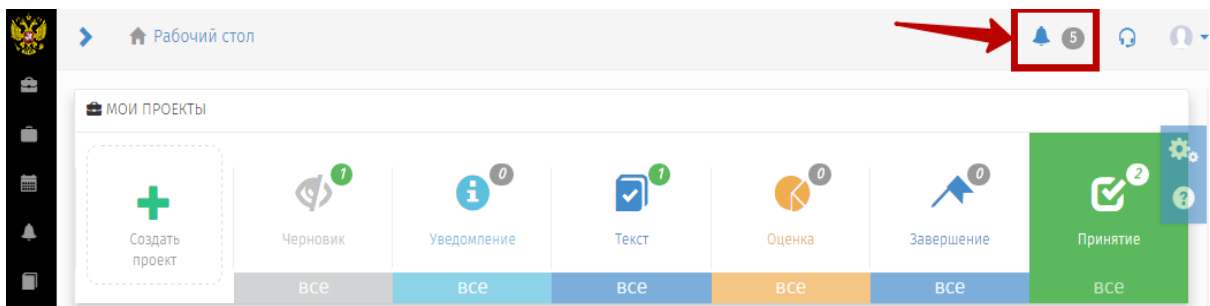 Рабочий стол
5
МОИ ПРОЕКТЫ
1
0
1
0
0
2
Создать
проект
Черновик
Уведомление
Текст
Оценка
Завершение
Принятие
все
все
все
все
все
все